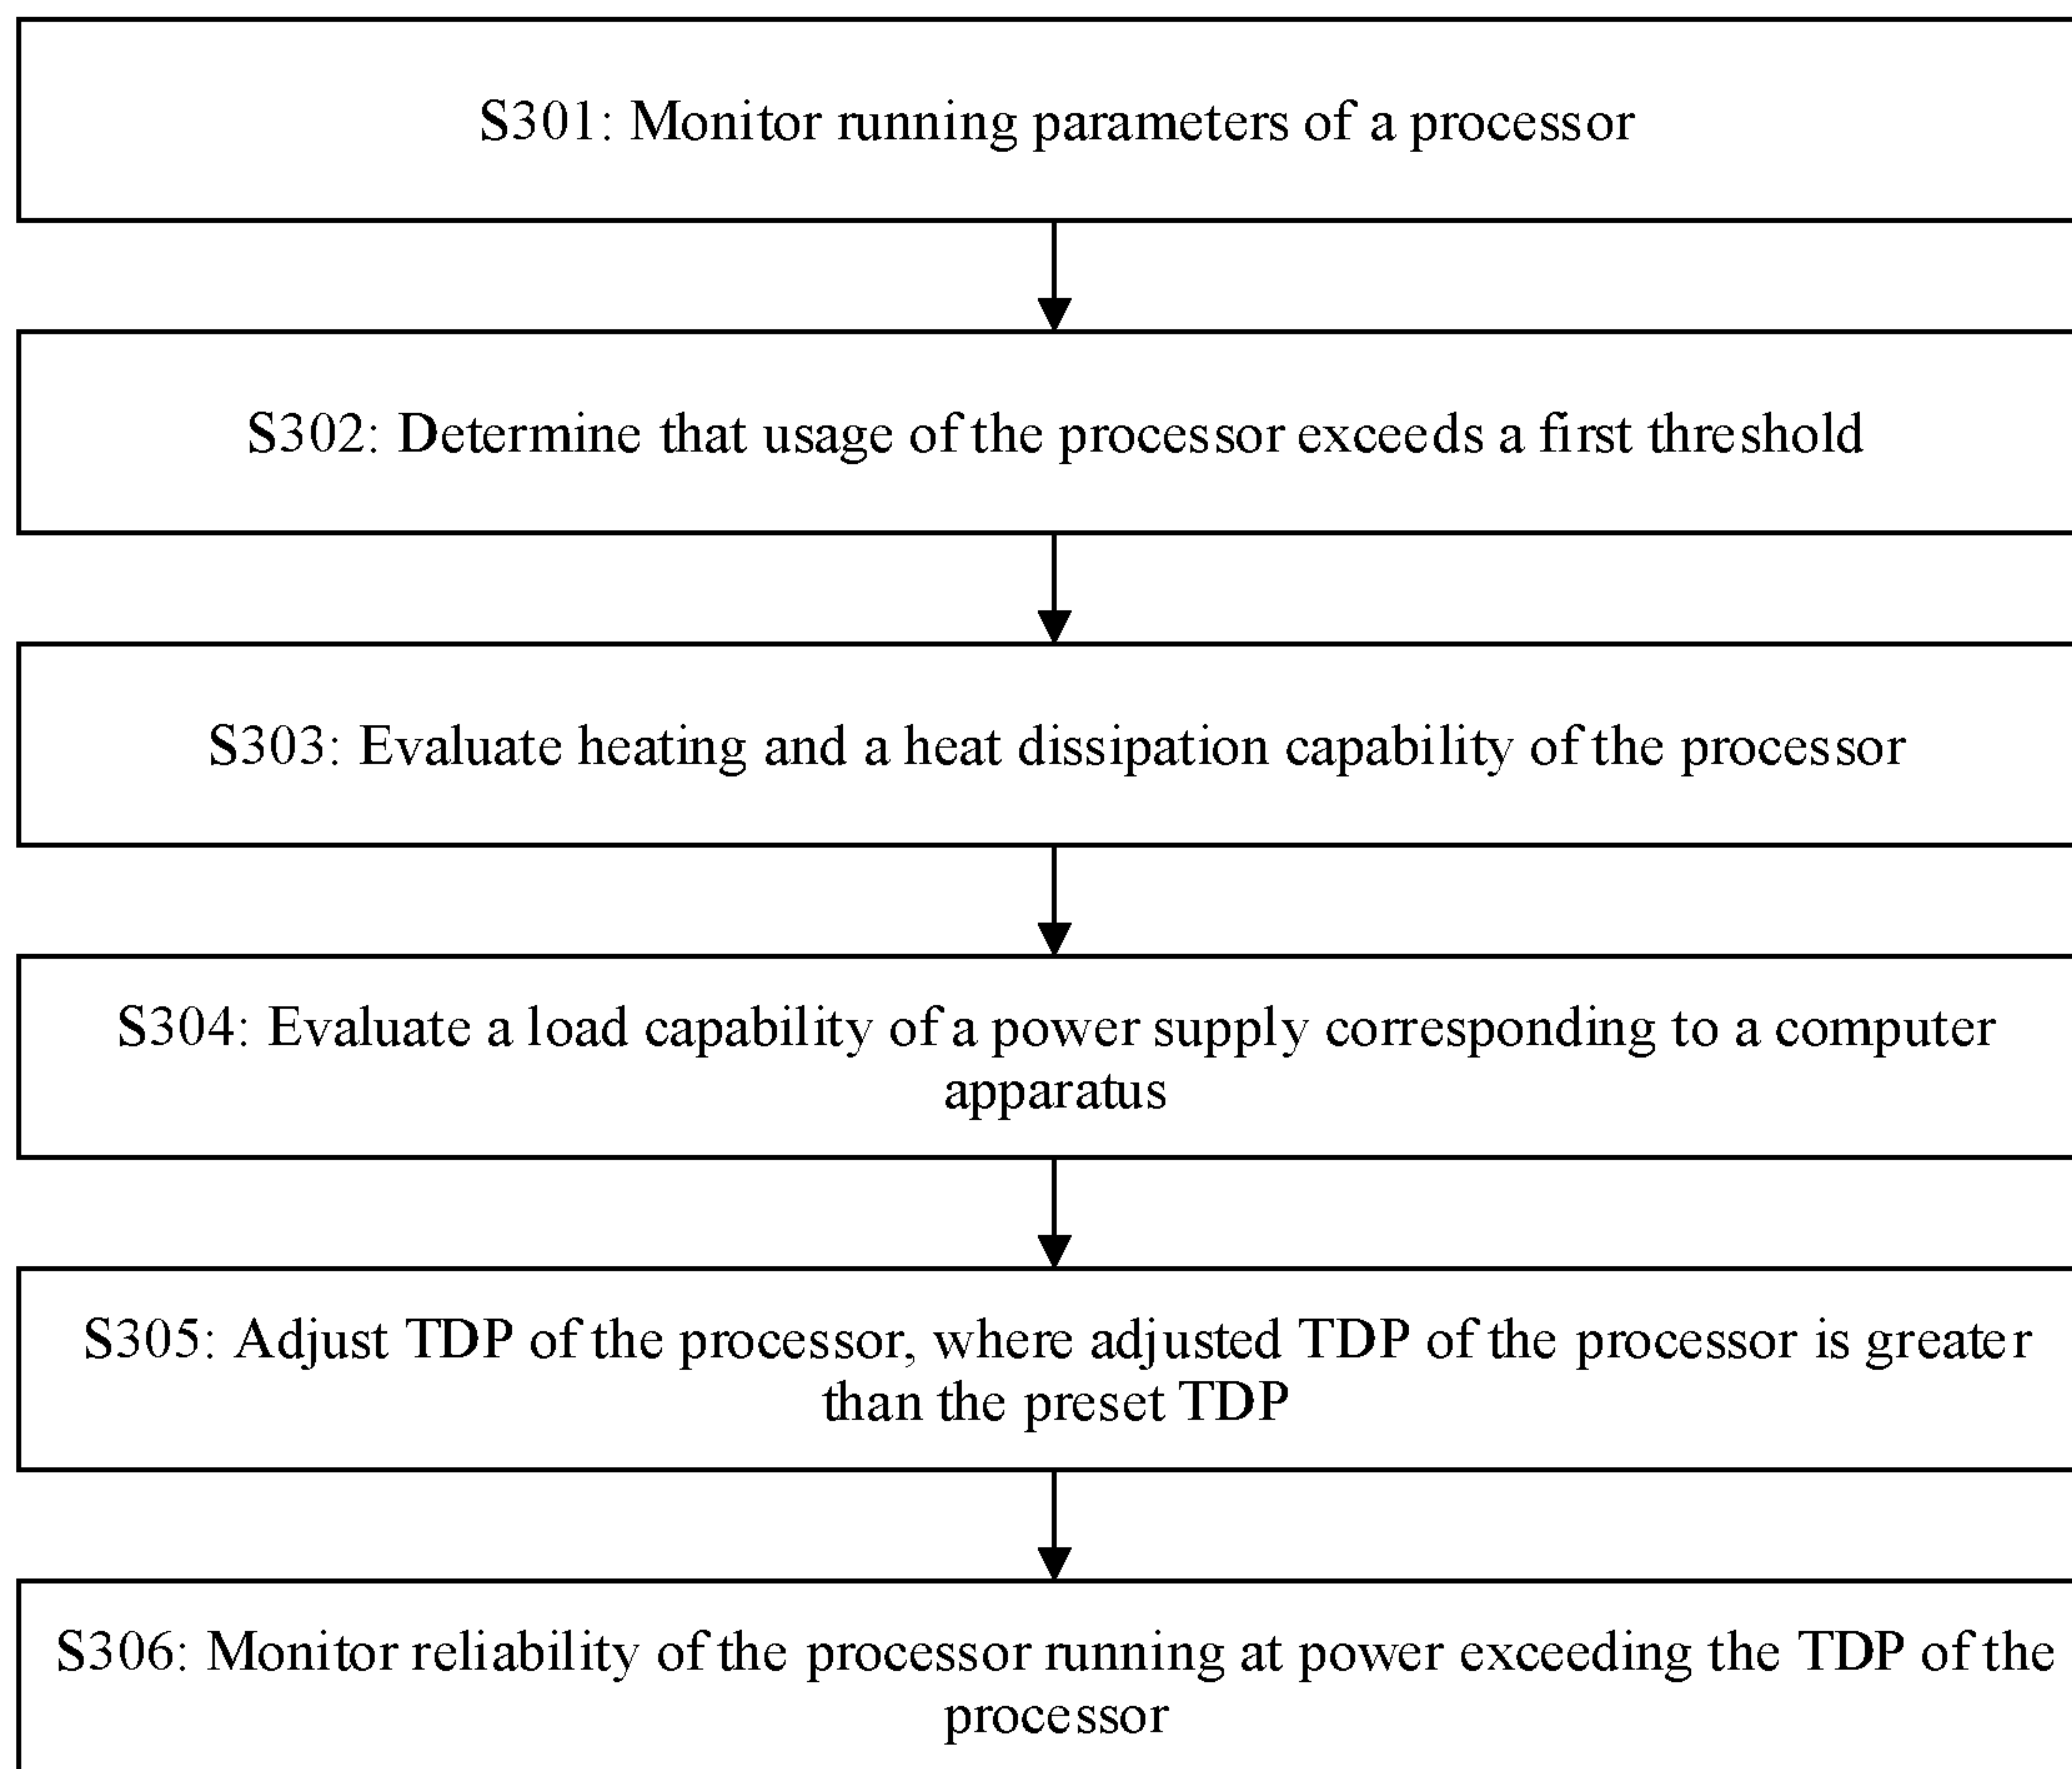 S301: Monitor running parameters of a processor
S302: Determine that usage of the processor exceeds a first threshold
S303: Evaluate heating and a heat dissipation capability of the processor
S304: Evaluate a load capability of a power supply corresponding to a computer
apparatus
S305: Adjust TDP of the processor, where adjusted TDP of the processor is greater
than the preset TDP
S306: Monitor reliability of the processor running at power exceeding the TDP of the
processor